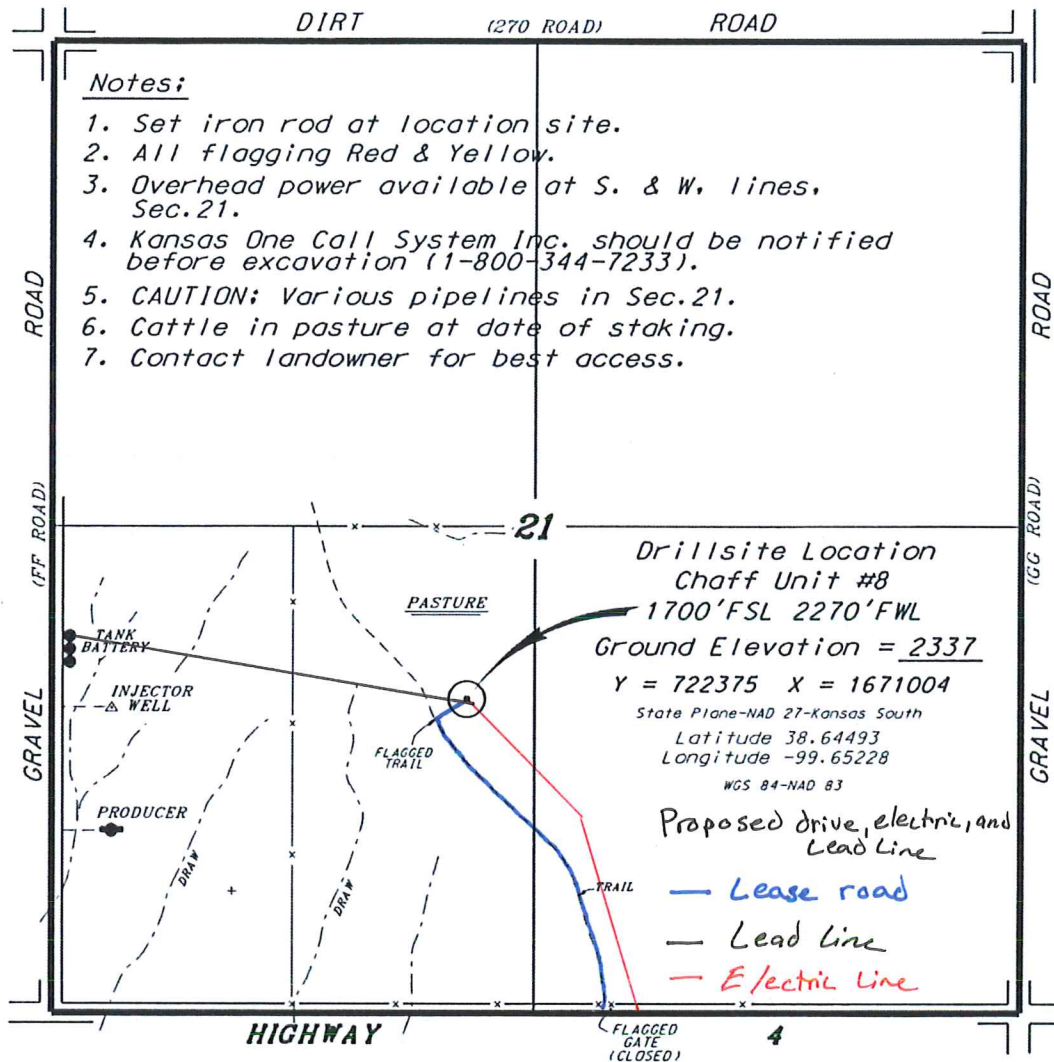 DIRT (270 ROAD) ROAD
Notes:
1. Set iron rod at location site.
2. All flagging Red & Yellow.
3. Overhead power available at S. & W. lines,
Sec.21.
4. Kansas One Call System Inc. should be notified
before excavation (1-800-344-7233).
5. CAUTION: Various pipelines in Sec.21.
6. Cattle in pasture at date of staking.
7. Contact landowner for best access.
ROAD
(FF ROAD)
GRAVEL
ROAD
(GG ROAD)
GRAVEL
21
Drillsite Location
Chaff Unit #8
1700'FSL 2270'FWL
Ground Elevation = 2337
Y = 722375 X = 1671004
State Plane-NAD 27-Kansas South
Latitude 38.64493
Longitude -99.65228
WGS 84-NAD 83
Proposed drive, electric, and
Lead Line
Lease road
Lead Line
Electric Line
PASTURE
TANK
BATTERY
INJECTOR
WELL
FLAGGED
TRAIL
PRODUCER
DRAW
DRAW
TRAIL
HIGHWAY 4
FLAGGED
GATE
(CLOSED)